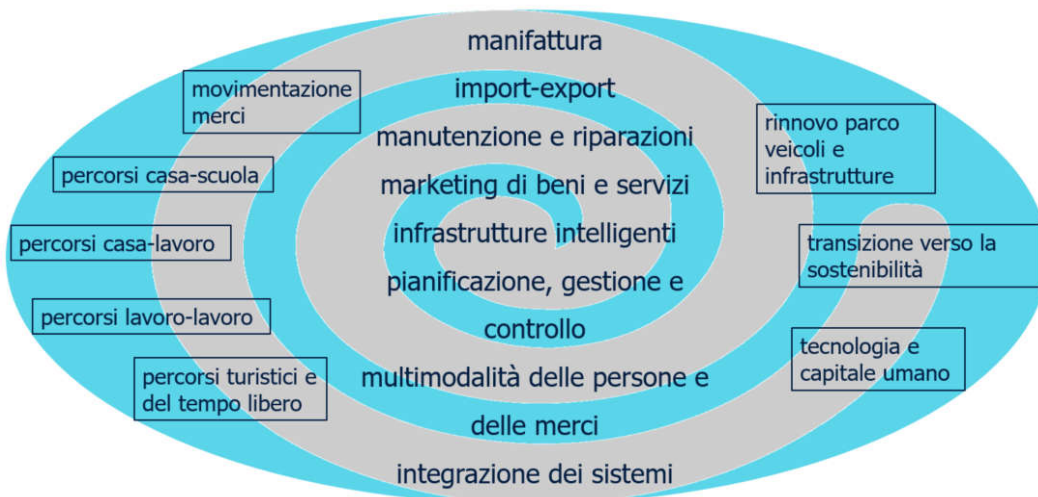 manifattura
import-export
manutenzione e riparazioni
marketing di beni e servizi
infrastrutture intelligenti
pianificazione, gestione e
controllo
multimodalità delle persone e
delle merci
integrazione dei sistemi
movimentazione
merci
percorsi casa-scuola
percorsi casa-lavoro
percorsi lavoro-lavoro
percorsi turistici e
del tempo libero
rinnovo parco
veicoli e
infrastrutture
transizione verso la
sostenibilità
tecnologia e
capitale umano